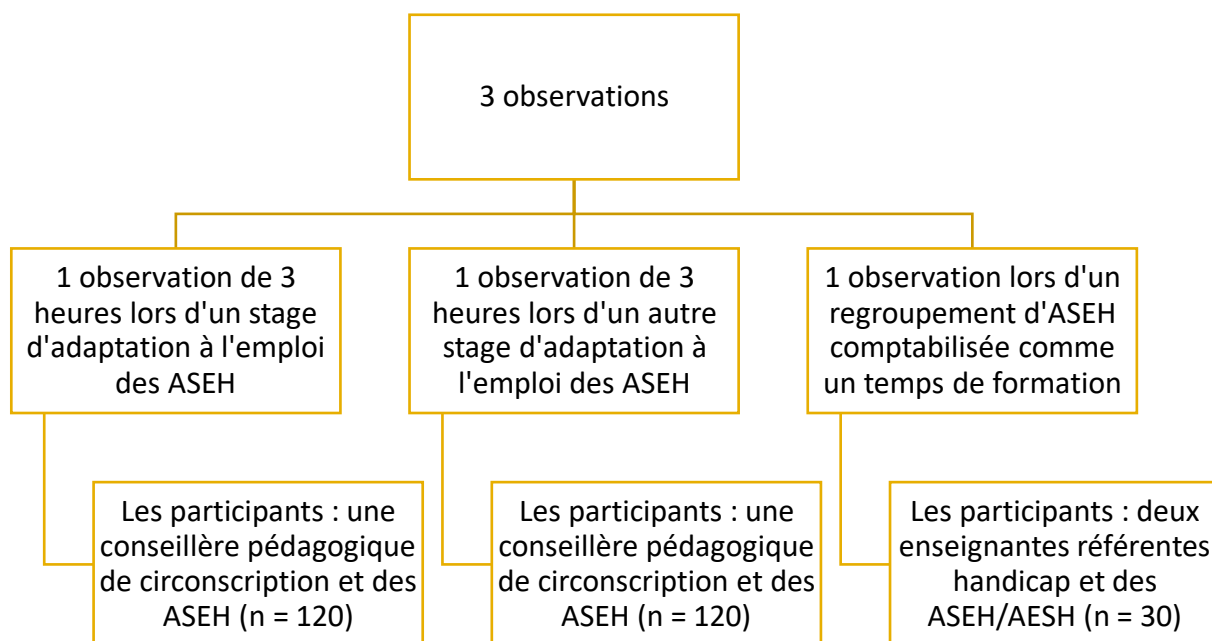 3 observations
1 observation de 3
heures lors d'un stage
d'adaptation à l'emploi
des ASEH
1 observation de 3
heures lors d'un autre
stage d'adaptation à
l'emploi des ASEH
1 observation lors d'un
regroupement d'ASEH
comptabilisée comme
un temps de formation
Les participants : une
conseillère pédagogique
de circonscription et des
ASEH (n = 120)
Les participants : une
conseillère pédagogique
de circonscription et des
ASEH (n = 120)
Les participants : deux
enseignantes référentes
handicap et des
ASEH/AESH (n = 30)